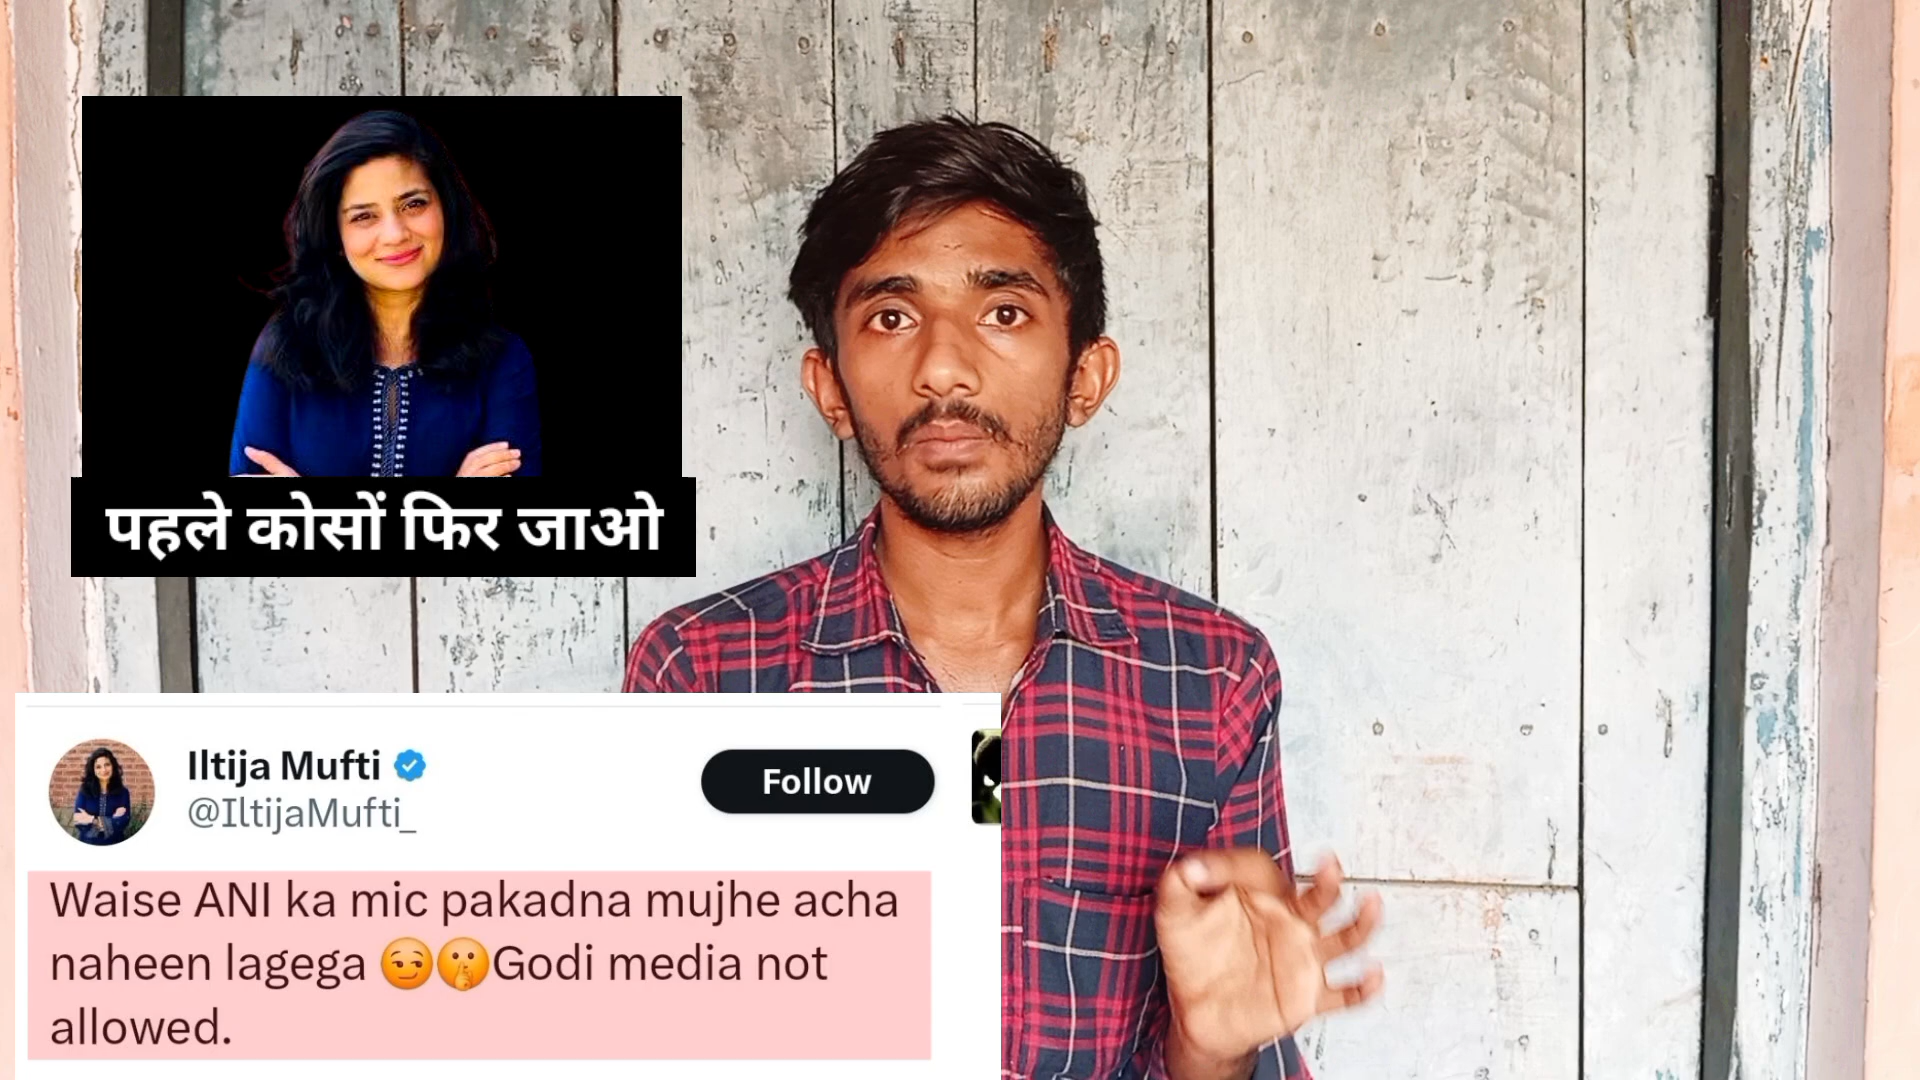 पहले कोसों फिर जाओ
Iltija Mufti
@IltijaMufti_
Follow
Waise ANI ka mic pakadna mujhe acha
naheen lagega 😏🤫Godi media not
allowed.